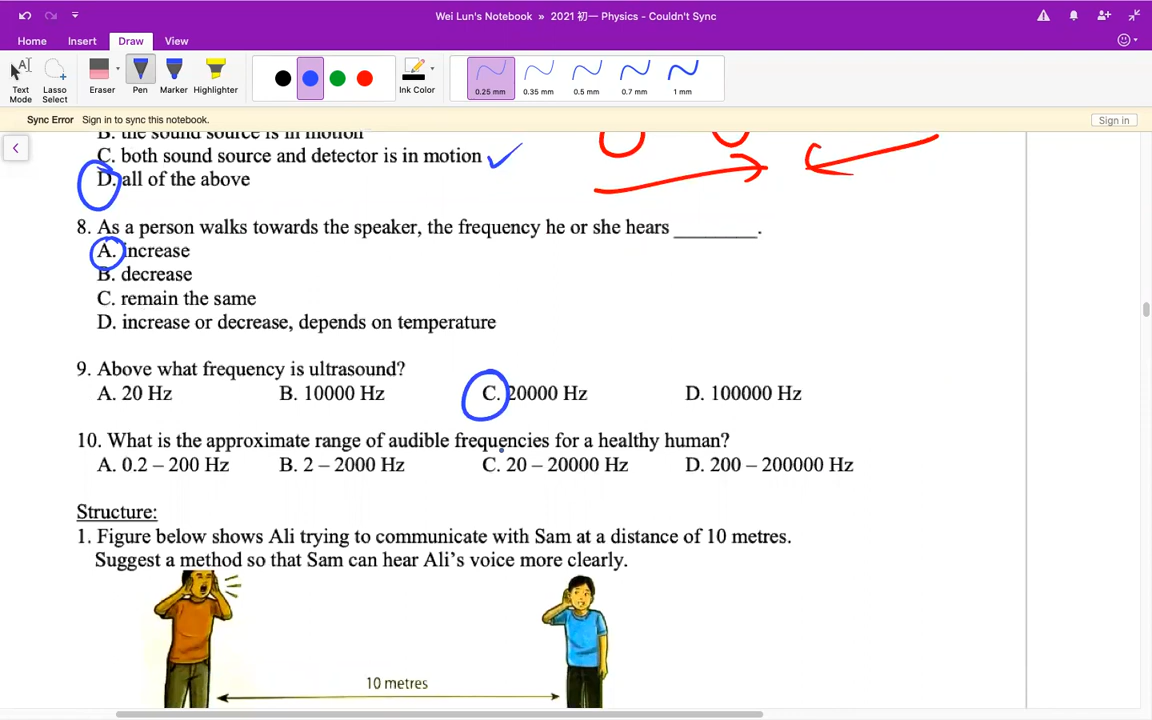 Wei Lun's Notebook » 2021 初一 Physics - Couldn't Sync
Home Insert Draw View
Text Mode
Lasso Select
Eraser
Pen
Marker
Highlighter
Ink Color
0.25 mm
0.35 mm
0.5 mm
0.7 mm
1 mm
Sync Error Sign in to sync this notebook.
Sign in
B. the sound source is in motion
C. both sound source and detector is in motion
D. all of the above
8. As a person walks towards the speaker, the frequency he or she hears ________.
A. increase
B. decrease
C. remain the same
D. increase or decrease, depends on temperature
9. Above what frequency is ultrasound?
A. 20 Hz B. 10000 Hz C. 20000 Hz D. 100000 Hz
10. What is the approximate range of audible frequencies for a healthy human?
A. 0.2 – 200 Hz B. 2 – 2000 Hz C. 20 – 20000 Hz D. 200 – 200000 Hz
Structure:
1. Figure below shows Ali trying to communicate with Sam at a distance of 10 metres.
Suggest a method so that Sam can hear Ali's voice more clearly.
10 metres